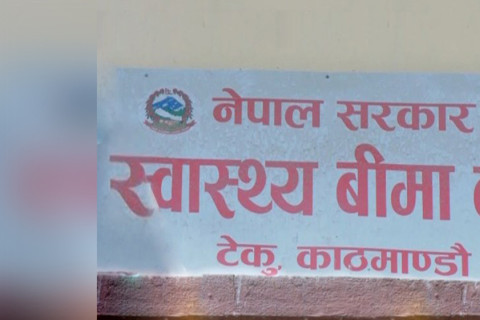 नेपाल सरकार
स्वास्थ्य बीमा
टेकु, काठमाण्डौ